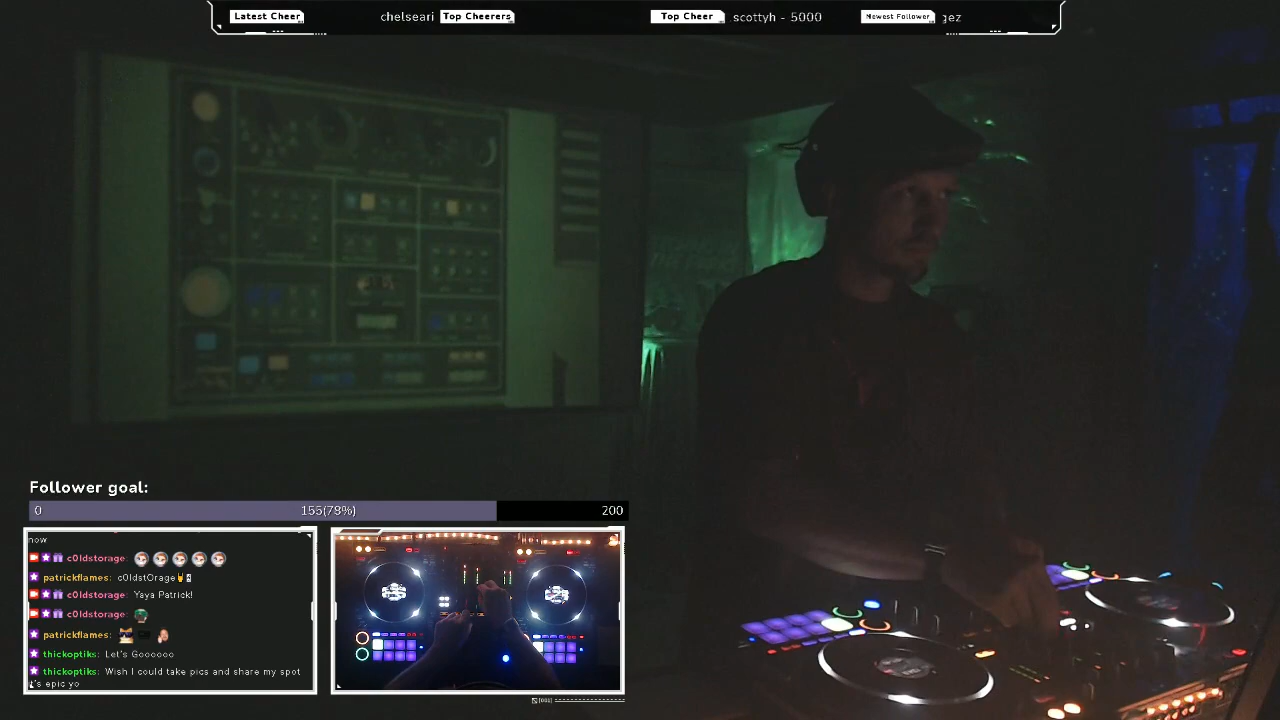 Latest Cheer
chelseari
Top Cheerers
Top Cheer
scottyh - 5000
Newest Follower
gez
Follower goal:
0
155(79%)
200
now
c0ldstorage:
patrickflames: c0ldstOrage
c0ldstorage: Yaya Patrick!
c0ldstorage:
patrickflames:
thickoptiks: Let's Goooooo
thickoptiks: Wish I could take pics and share my spot
t's epic yo